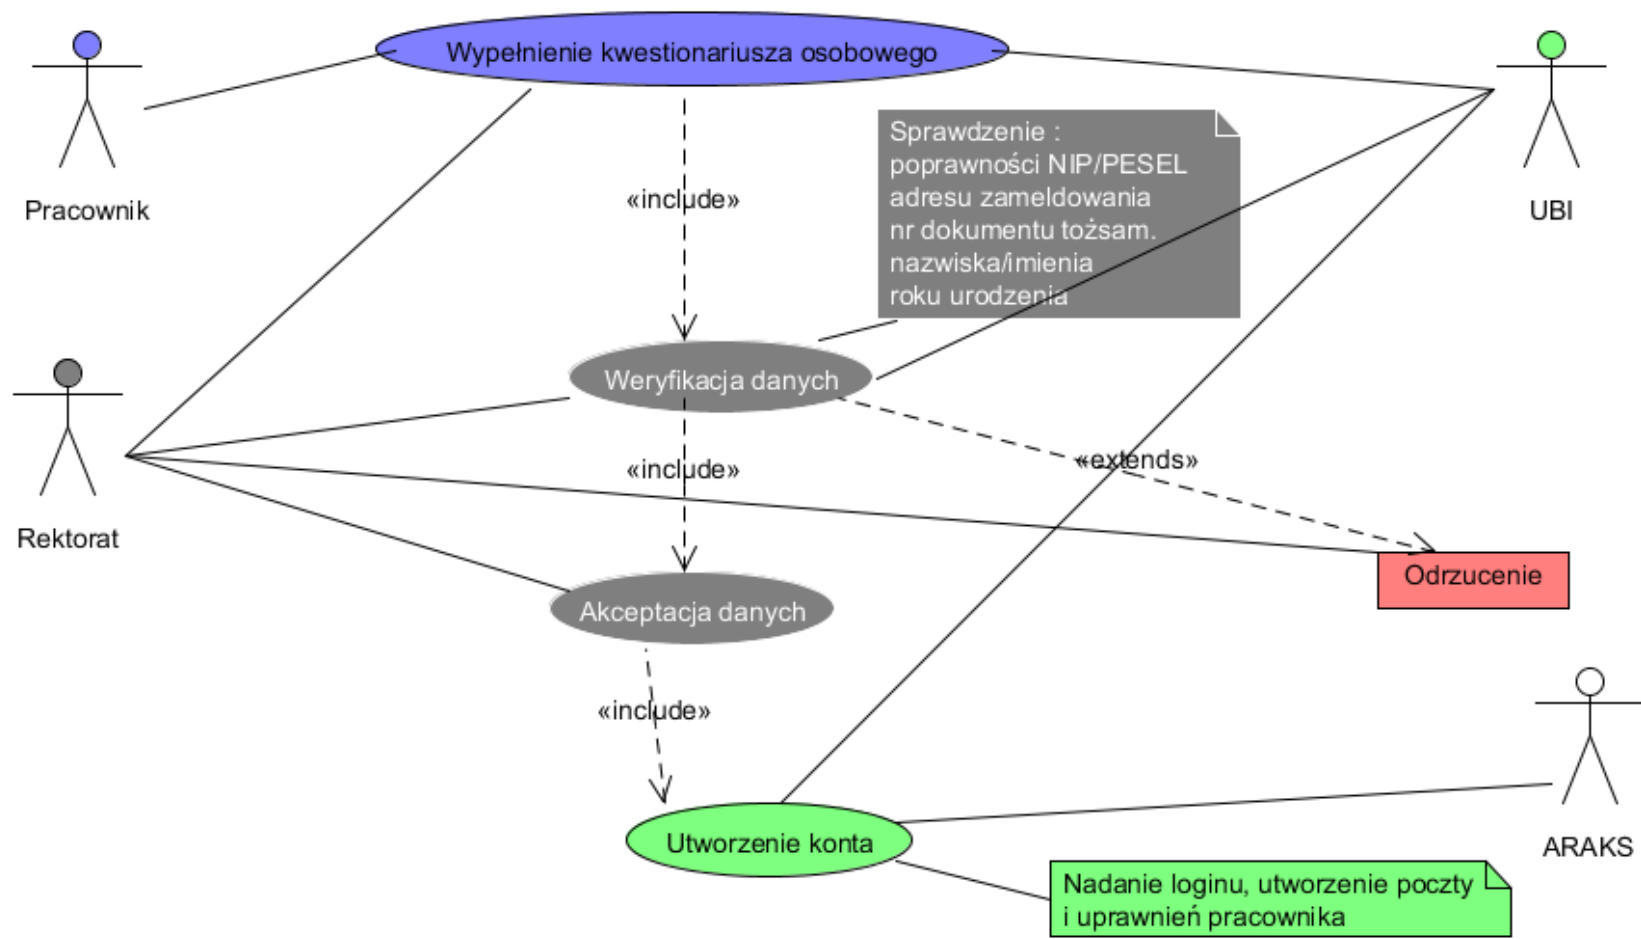 Wypełnienie kwestionariusza osobowego
Pracownik
UBI
«include»
Sprawdzenie :
poprawności NIP/PESEL
adresu zameldowania
nr dokumentu tożsam.
nazwiska/imienia
roku urodzenia
Weryfikacja danych
Rektorat
«include»
«extends»
Odrzucenie
Akceptacja danych
«include»
Utworzenie konta
ARAKS
Nadanie loginu, utworzenie poczty
i uprawnień pracownika